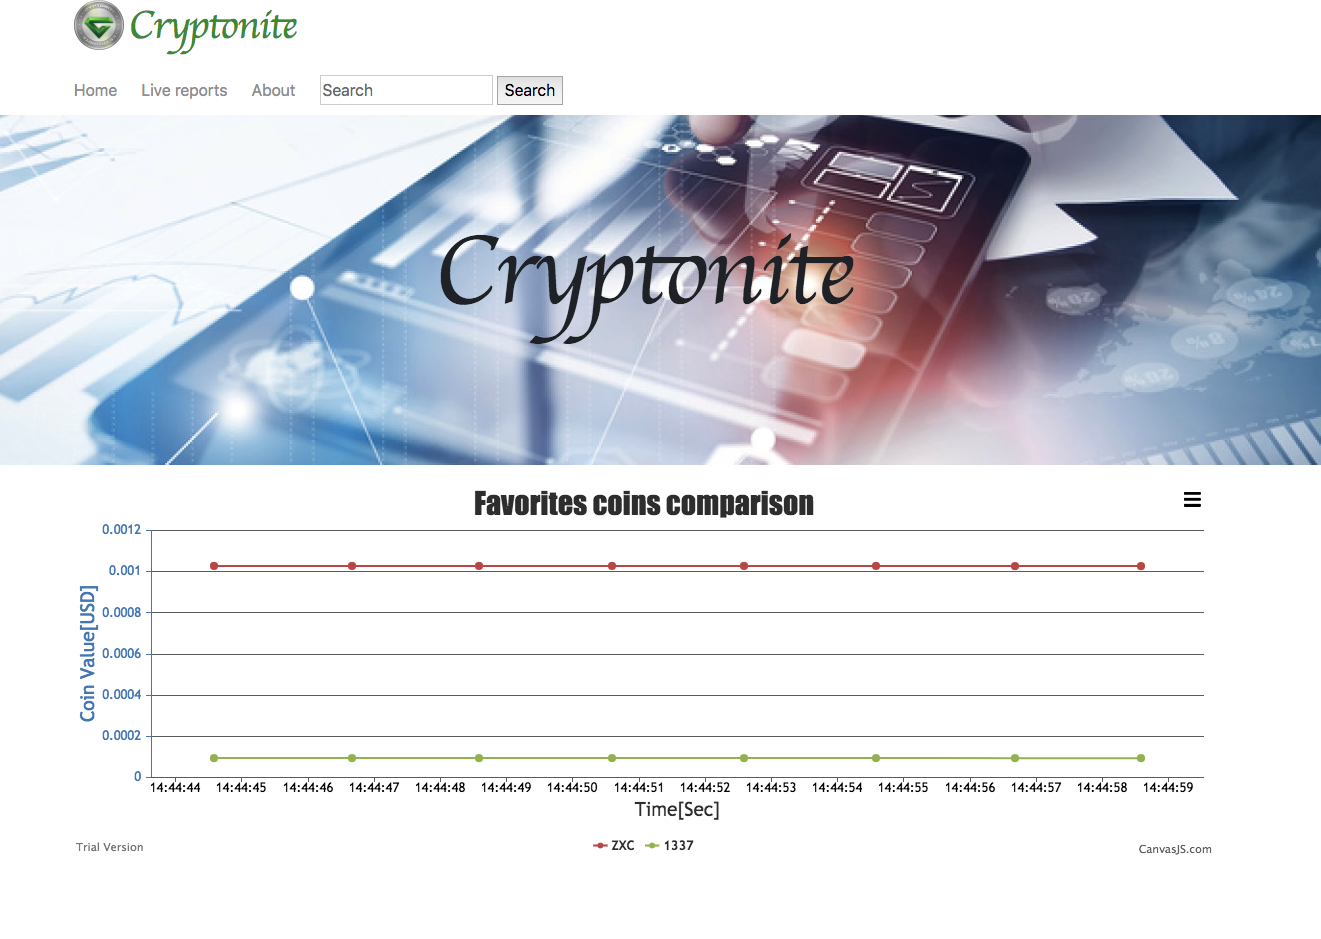 Cryptonite
Home Live reports About Search Search
Cryptonite
Favorites coins comparison
Coin Value[USD]
0.0012
0.001
0.0008
0.0006
0.0004
0.0002
0
14:44:44 14:44:45 14:44:46 14:44:47 14:44:48 14:44:49 14:44:50 14:44:51 14:44:52 14:44:53 14:44:54 14:44:55 14:44:56 14:44:57 14:44:58 14:44:59
Time[Sec]
ZXC 1337
Trial Version
CanvasJS.com